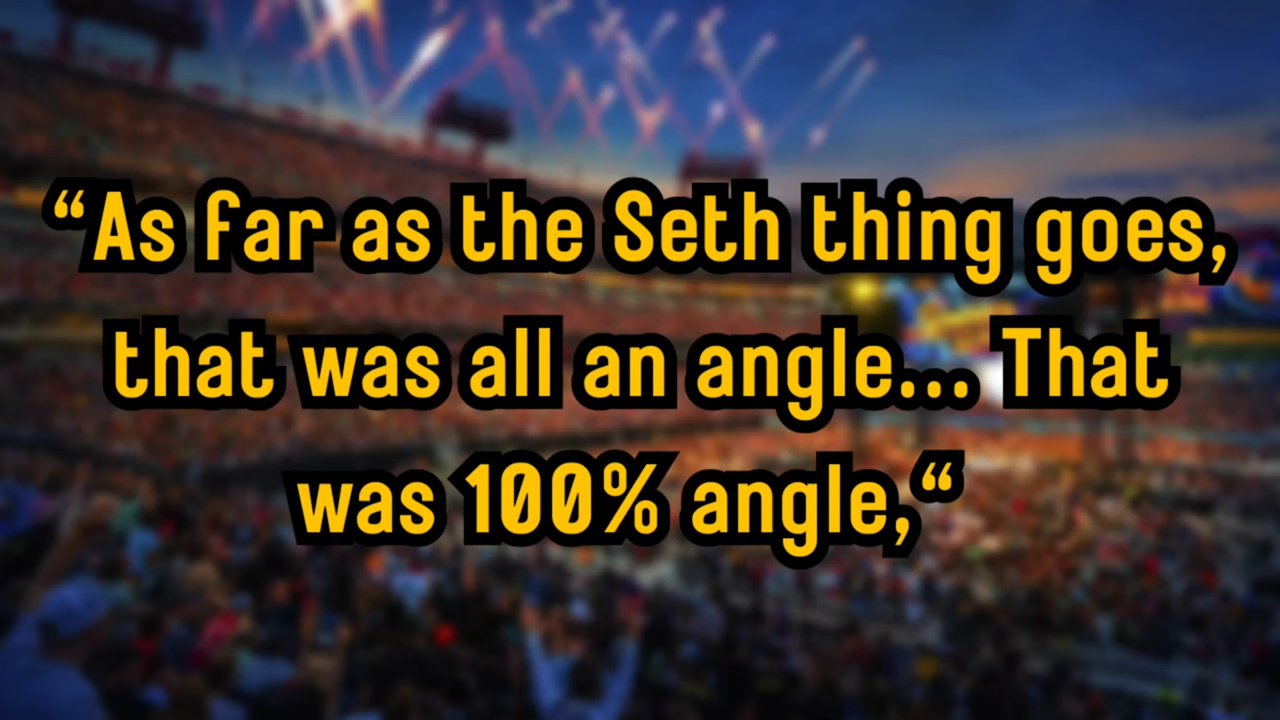 “As far as the Seth thing goes,
that was all an angle... That
was 100% angle,“